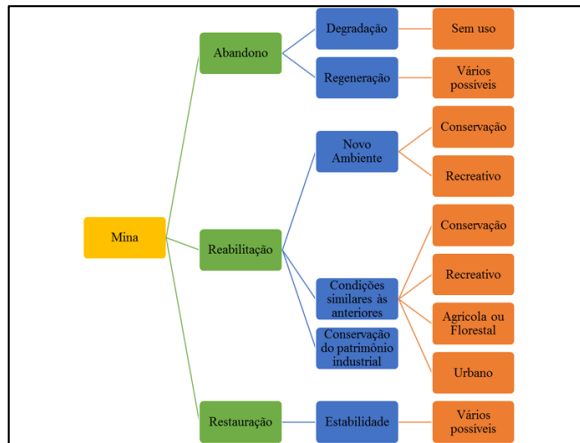 Mina
Abandono
Degradação
Sem uso
Regeneração
Vários
possíveis
Reabilitação
Novo
Ambiente
Conservação
Recreativo
Condições
similares às
anteriores
Conservação
Recreativo
Agricola ou
Florestal
Urbano
Conservação
do patrimônio
industrial
Restauração
Estabilidade
Vários
possíveis